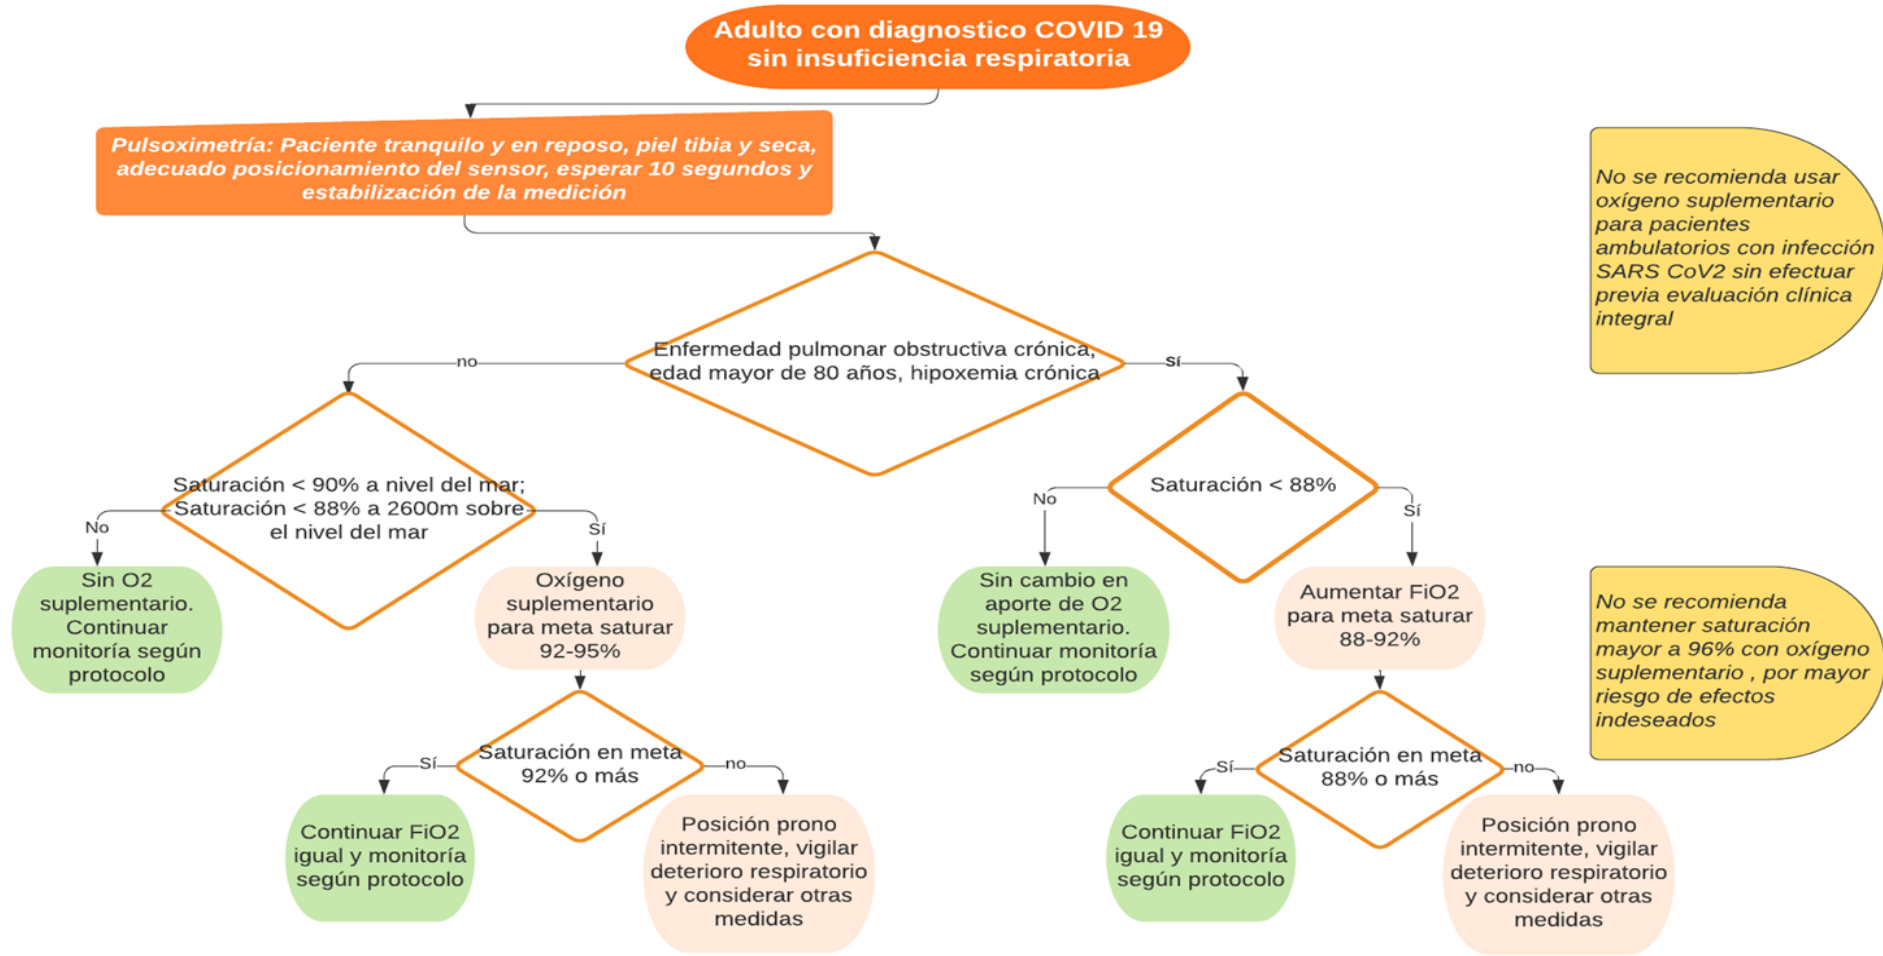 Adulto con diagnostico COVID 19
sin insuficiencia respiratoria
Pulsoximetría: Paciente tranquilo y en reposo, piel tibia y seca,
adecuado posicionamiento del sensor, esperar 10 segundos y
estabilización de la medición
No se recomienda usar
oxígeno suplementario
para pacientes
ambulatorios con infección
SARS CoV2 sin efectuar
previa evaluación clínica
integral
Enfermedad pulmonar obstructiva crónica,
edad mayor de 80 años, hipoxemia crónica
no
sí
Saturación < 90% a nivel del mar;
Saturación < 88% a 2600m sobre
el nivel del mar
No
Sí
Saturación < 88%
No
Sí
Sin O2
suplementario.
Continuar
monitoría según
protocolo
Oxígeno
suplementario
para meta saturar
92-95%
Sin cambio en
aporte de O2
suplementario.
Continuar monitoría
según protocolo
Aumentar FiO2
para meta saturar
88-92%
No se recomienda
mantener saturación
mayor a 96% con oxígeno
suplementario , por mayor
riesgo de efectos
indeseados
Saturación en meta
92% o más
Sí
no
Saturación en meta
88% o más
Sí
no
Continuar FiO2
igual y monitoría
según protocolo
Posición prono
intermitente, vigilar
deterioro respiratorio
y considerar otras
medidas
Continuar FiO2
igual y monitoría
según protocolo
Posición prono
intermitente, vigilar
deterioro respiratorio
y considerar otras
medidas